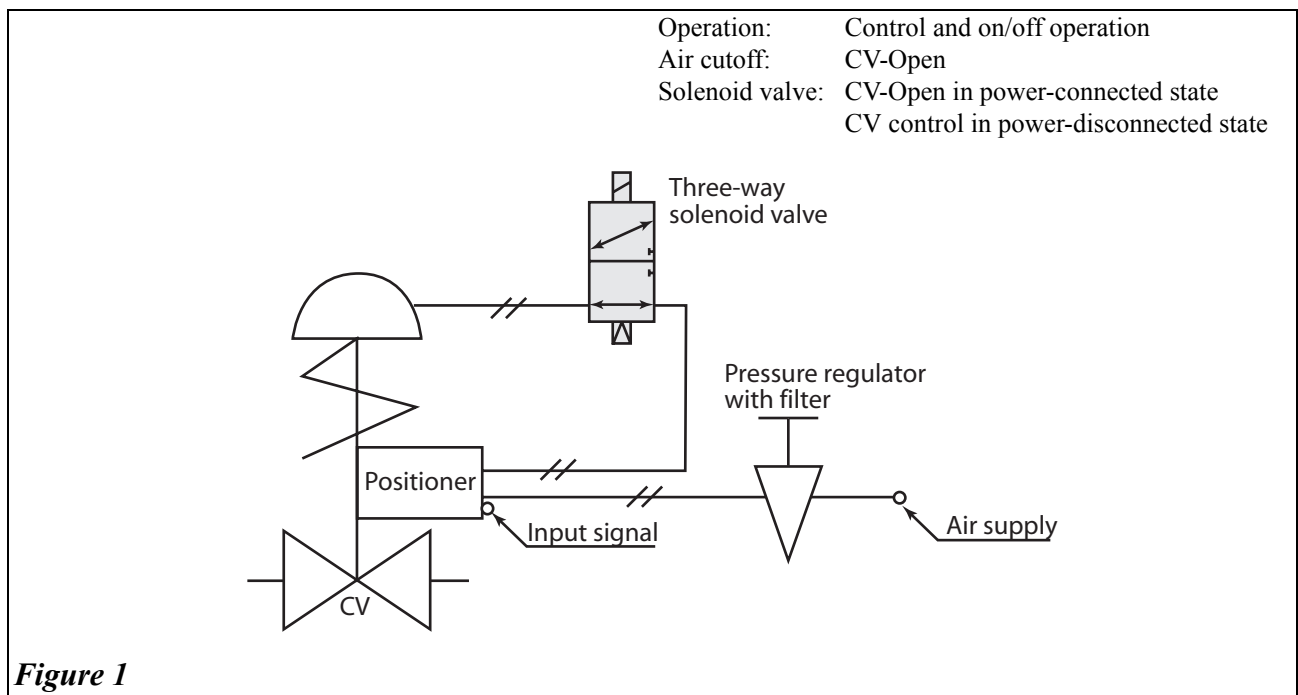 Operation: Control and on/off operation
Air cutoff: CV-Open
Solenoid valve: CV-Open in power-connected state
CV control in power-disconnected state
Three-way
solenoid valve
Pressure regulator
with filter
Positioner
Input signal
Air supply
CV
Figure 1